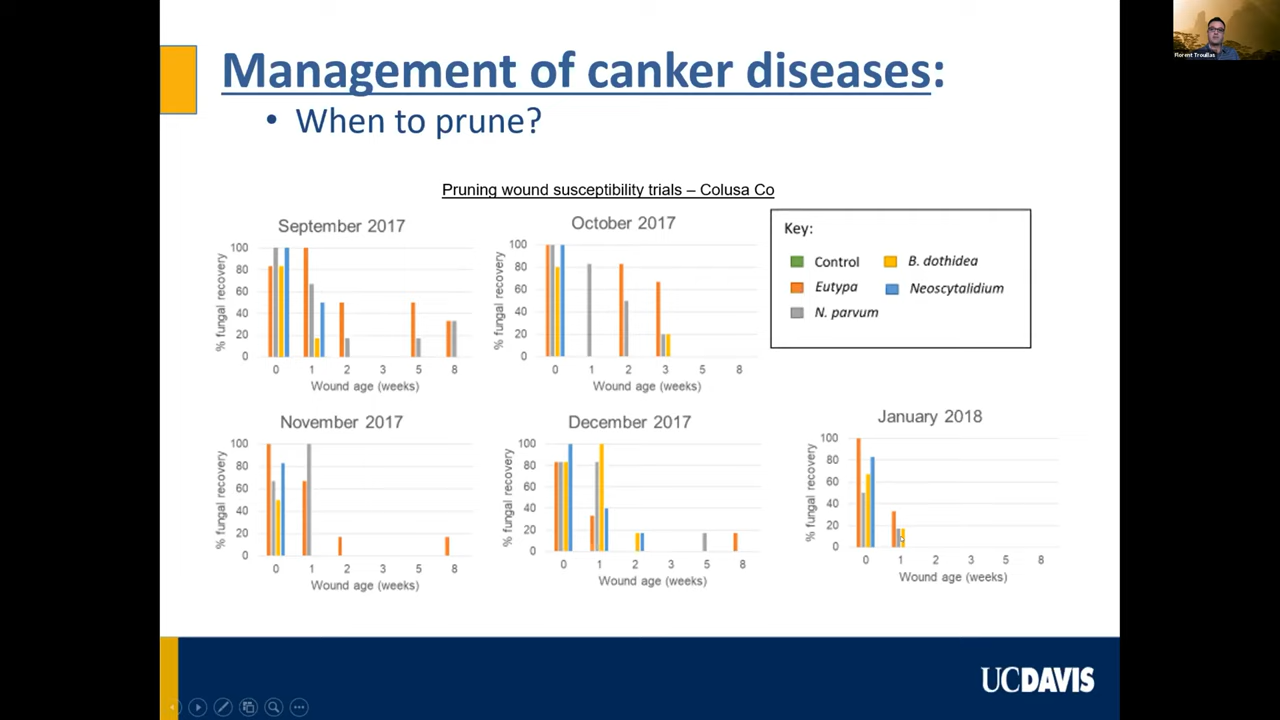 Management of canker diseases:
• When to prune?
Pruning wound susceptibility trials – Colusa Co
September 2017
% fungal recovery
100
80
60
40
20
0
0 1 2 3 5 8
Wound age (weeks)
October 2017
% fungal recovery
100
80
60
40
20
0
0 1 2 3 5 8
Wound age (weeks)
Key:
Control
B. dothidea
Eutypa
Neoscytalidium
N. parvum
November 2017
% fungal recovery
100
80
60
40
20
0
0 1 2 3 5 8
Wound age (weeks)
December 2017
% fungal recovery
100
80
60
40
20
0
0 1 2 3 5 8
Wound age (weeks)
January 2018
% fungal recovery
100
80
60
40
20
0
0 1 2 3 5 8
Wound age (weeks)
UCDAVIS
Florent Trouillas